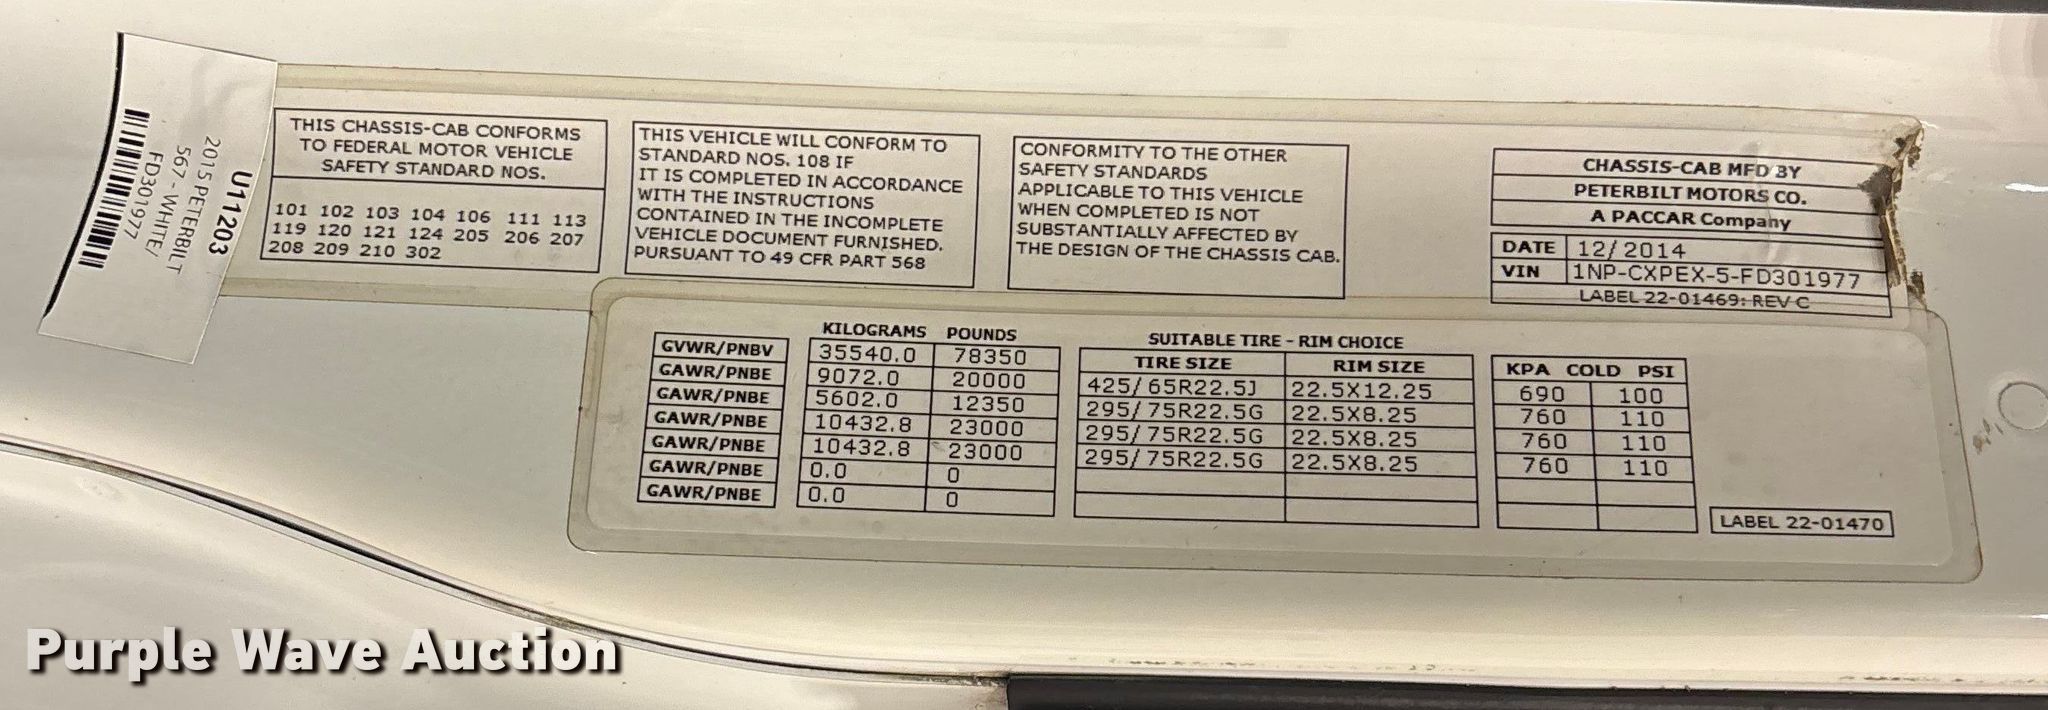 U11203
2015 PETERBILT
567 - WHITE/
FD301977
THIS CHASSIS-CAB CONFORMS
TO FEDERAL MOTOR VEHICLE
SAFETY STANDARD NOS.
101 102 103 104 106 111 113
119 120 121 124 205 206 207
208 209 210 302
THIS VEHICLE WILL CONFORM TO
STANDARD NOS. 108 IF
IT IS COMPLETED IN ACCORDANCE
WITH THE INSTRUCTIONS
CONTAINED IN THE INCOMPLETE
VEHICLE DOCUMENT FURNISHED.
PURSUANT TO 49 CFR PART 568
CONFORMITY TO THE OTHER
SAFETY STANDARDS
APPLICABLE TO THIS VEHICLE
WHEN COMPLETED IS NOT
SUBSTANTIALLY AFFECTED BY
THE DESIGN OF THE CHASSIS CAB.
CHASSIS-CAB MFD BY
PETERBILT MOTORS CO.
A PACCAR Company
DATE 12/2014
VIN 1NP-CXPEX-5-FD301977
LABEL 22-01469: REV C
KILOGRAMS POUNDS SUITABLE TIRE - RIM CHOICE
TIRE SIZE RIM SIZE KPA COLD PSI
GVWR/PNBV 35540.0 78350
GAWR/PNBE 9072.0 20000 425/65R22.5J 22.5X12.25 690 100
GAWR/PNBE 5602.0 12350 295/75R22.5G 22.5X8.25 760 110
GAWR/PNBE 10432.8 23000 295/75R22.5G 22.5X8.25 760 110
GAWR/PNBE 10432.8 23000 295/75R22.5G 22.5X8.25 760 110
GAWR/PNBE 0.0 0
GAWR/PNBE 0.0 0
LABEL 22-01470
Purple Wave Auction